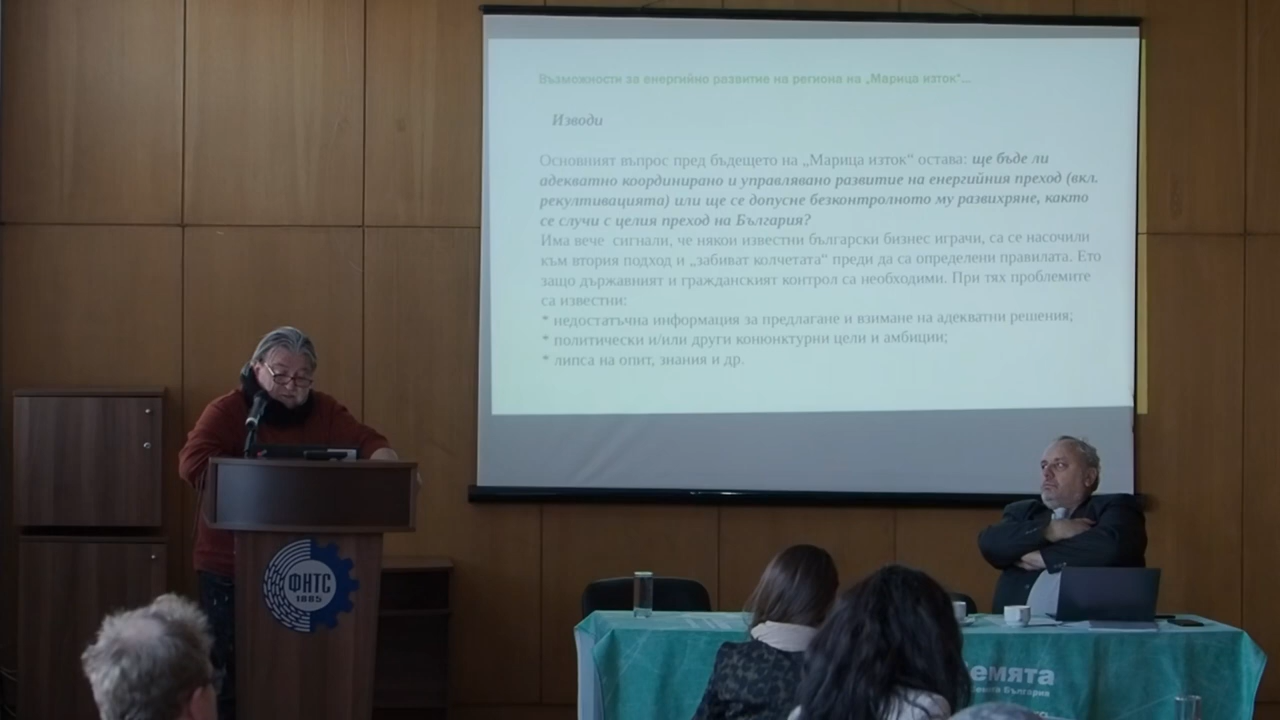 Възможности за енергийно развитие на региона на „Марица изток“...
Изводи
Основният въпрос пред бъдещето на „Марица изток“ остава: ще бъде ли
адекватно координирано и управлявано развитие на енергийния преход (вкл.
рекултивацията) или ще се допусне безконтролното му развихряне, както
се случи с целия преход на България?
Има вече сигнали, че някои известни български бизнес играчи, са се насочили
към втория подход и „забиват колчетата“ преди да са определени правилата. Ето
защо държавният и гражданският контрол са необходими. При тях проблемите
са известни:
* недостатъчна информация за предлагане и взимане на адекватни решения;
* политически и/или други конюнктурни цели и амбиции;
* липса на опит, знания и др.
ФНТС
1885
Земята
България